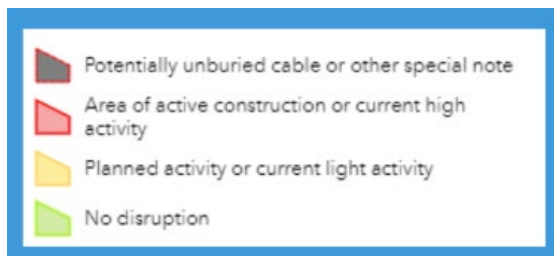 Potentially unburied cable or other special note
Area of active construction or current high
activity
Planned activity or current light activity
No disruption